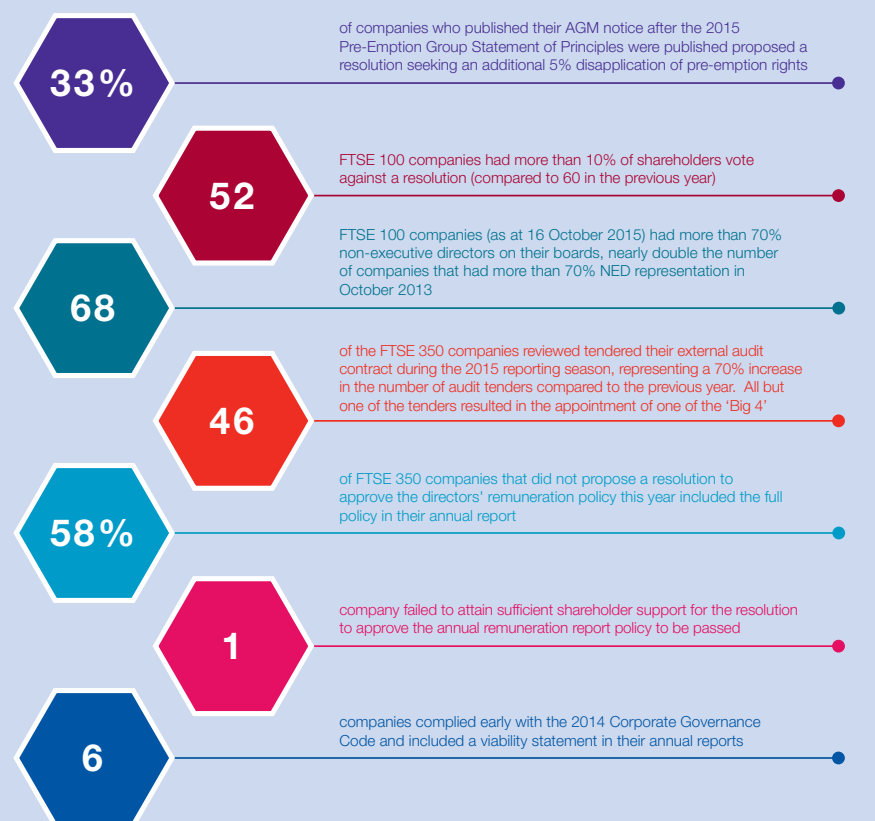 33%
of companies who published their AGM notice after the 2015
Pre-Emption Group Statement of Principles were published proposed a
resolution seeking an additional 5% disapplication of pre-emption rights
52
FTSE 100 companies had more than 10% of shareholders vote
against a resolution (compared to 60 in the previous year)
68
FTSE 100 companies (as at 16 October 2015) had more than 70%
non-executive directors on their boards, nearly double the number
of companies that had more than 70% NED representation in
October 2013
46
of the FTSE 350 companies reviewed tendered their external audit
contract during the 2015 reporting season, representing a 70% increase
in the number of audit tenders compared to the previous year.  All but
one of the tenders resulted in the appointment of one of the ‘Big 4’
58%
of FTSE 350 companies that did not propose a resolution to
approve the directors’ remuneration policy this year included the full
policy in their annual report
1
company failed to attain sufficient shareholder support for the resolution
to approve the annual remuneration report policy to be passed
6
companies complied early with the 2014 Corporate Governance
Code and included a viability statement in their annual reports